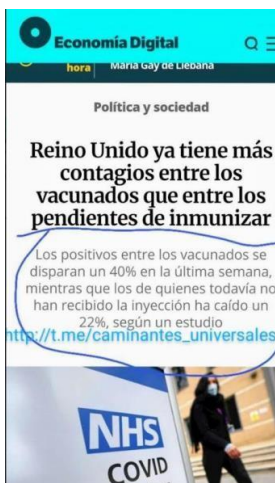 Economía Digital
hora
María Gay de Liébana
Política y sociedad
Reino Unido ya tiene más
contagios entre los
vacunados que entre los
pendientes de inmunizar
Los positivos entre los vacunados se
disparan un 40% en la última semana,
mientras que los de quienes todavía no
han recibido la inyección ha caído un
22%, según un estudio
http://t.me/caminantes_universales
NHS
COVID